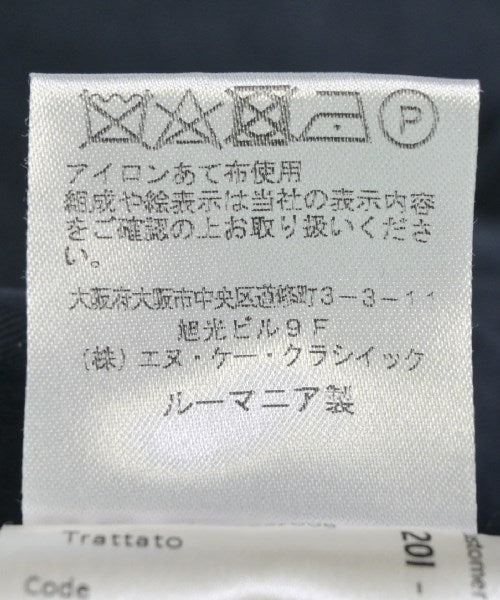 P
アイロンあて布使用
組成や絵表示は当社の表示内容
をご確認の上お取り扱いくださ
い。
大阪府大阪市中央区道修町3-3-11
旭光ビル9F
(株)エヌ・ケー・クラシイック
ルーマニア製
Trattato
Code
201 -
stomer